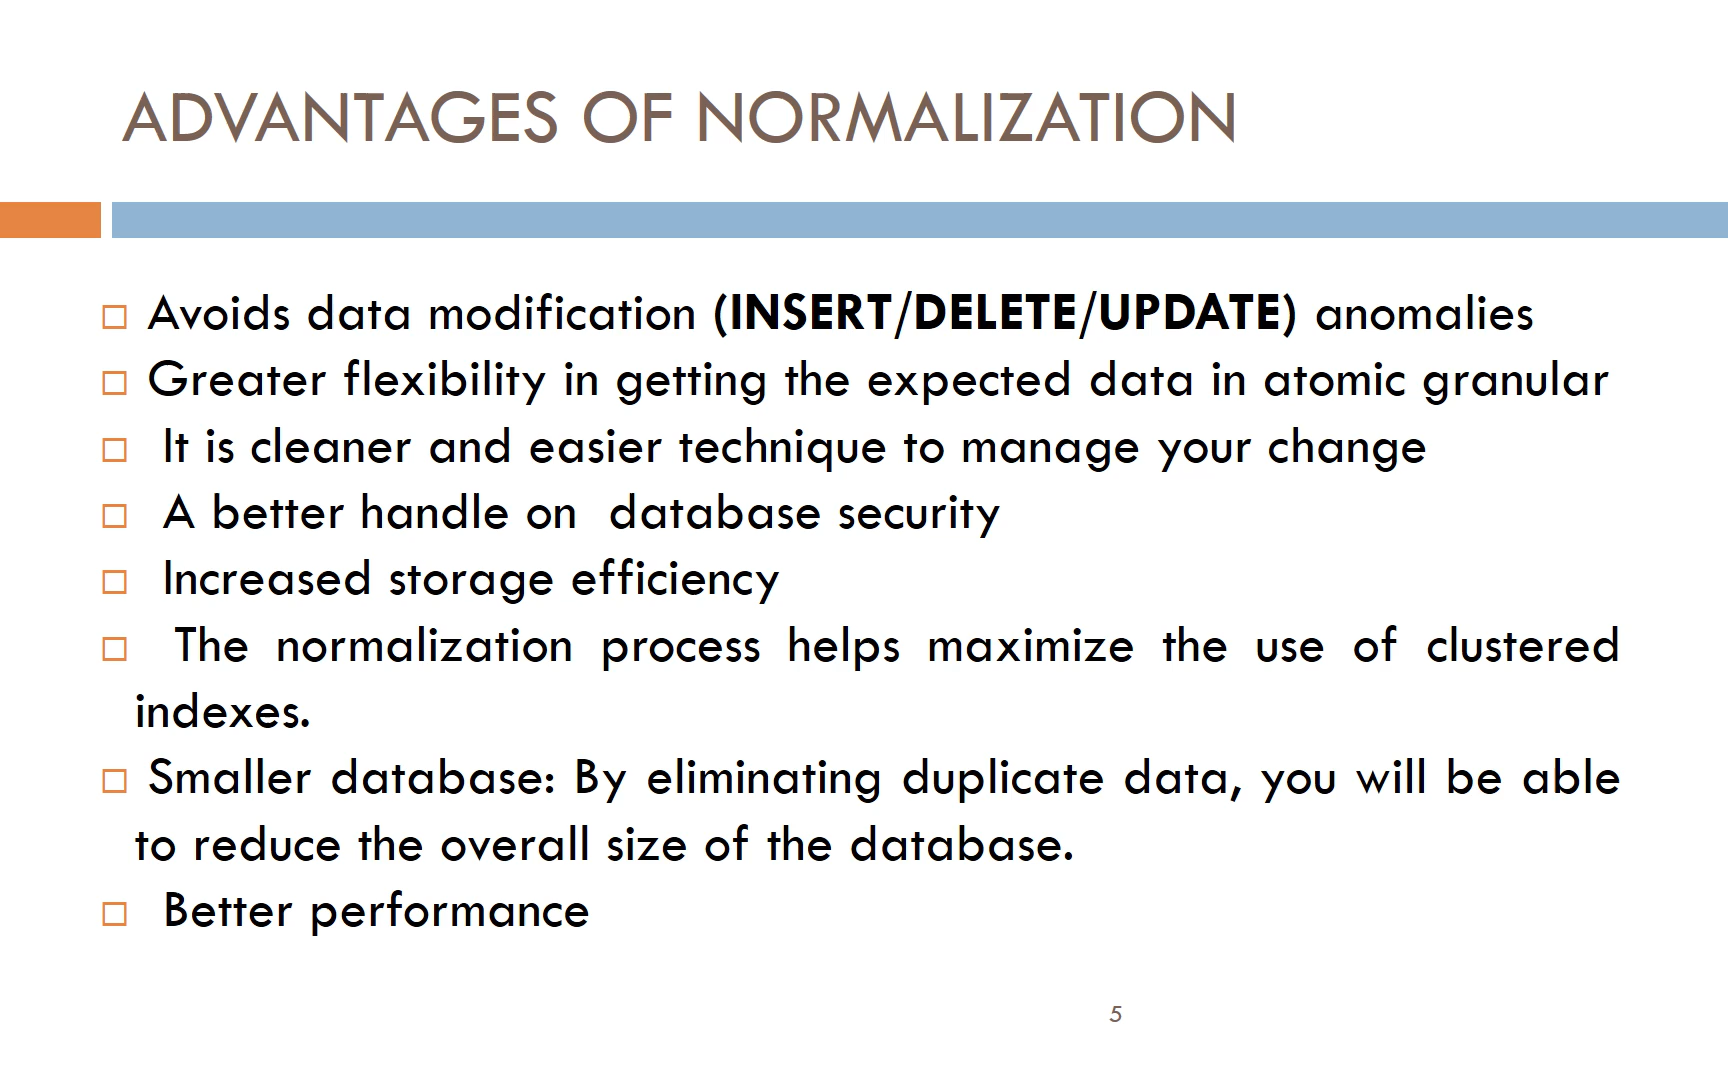 ADVANTAGES OF NORMALIZATION
Avoids data modification (INSERT/DELETE/UPDATE) anomalies
Greater flexibility in getting the expected data in atomic granular
It is cleaner and easier technique to manage your change
A better handle on database security
Increased storage efficiency
The normalization process helps maximize the use of clustered
indexes.
Smaller database: By eliminating duplicate data, you will be able
to reduce the overall size of the database.
Better performance
5